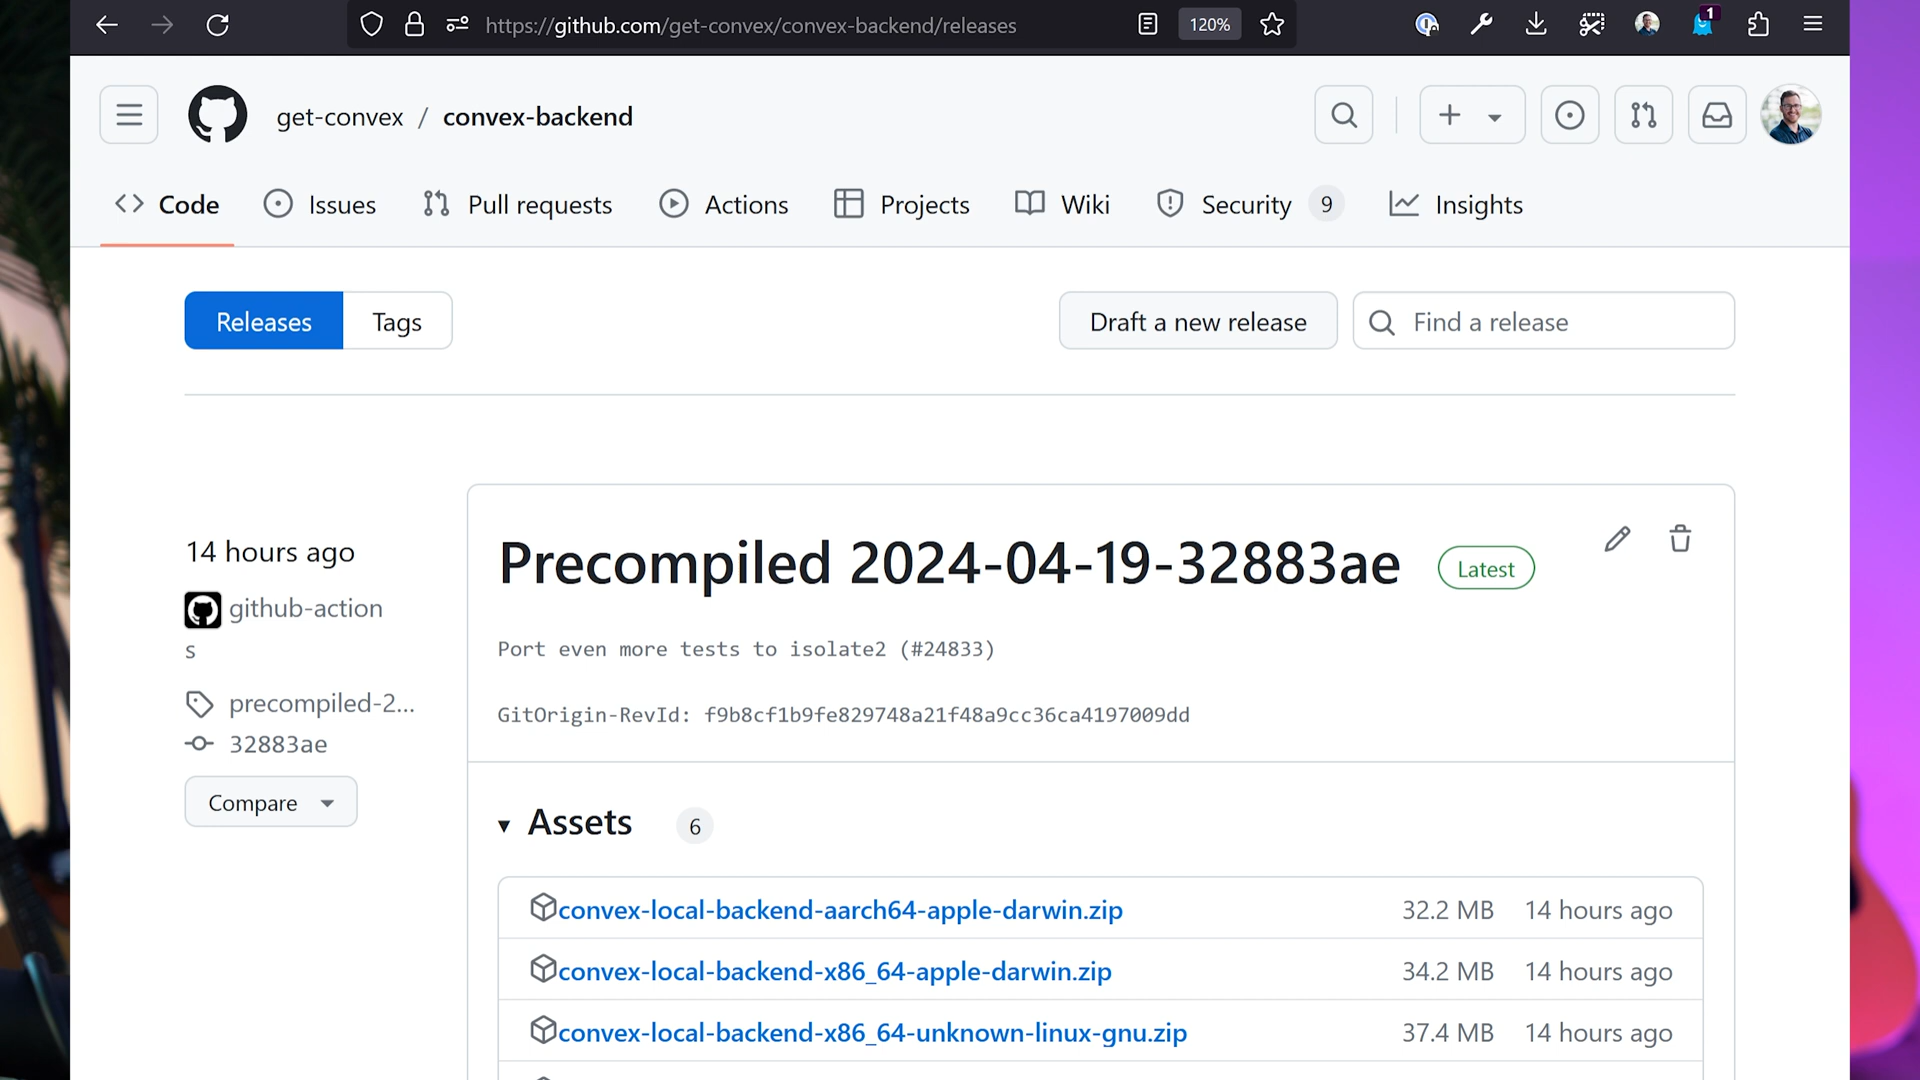 https://github.com/get-convex/convex-backend/releases
120%
1
get-convex / convex-backend
Code
Issues
Pull requests
Actions
Projects
Wiki
Security 9
Insights
Releases
Tags
Draft a new release
Find a release
14 hours ago
github-action
s
precompiled-2...
32883ae
Compare
Precompiled 2024-04-19-32883ae
Latest
Port even more tests to isolate2 (#24833)
GitOrigin-RevId: f9b8cf1b9fe829748a21f48a9cc36ca4197009dd
Assets 6
convex-local-backend-aarch64-apple-darwin.zip 32.2 MB 14 hours ago
convex-local-backend-x86_64-apple-darwin.zip 34.2 MB 14 hours ago
convex-local-backend-x86_64-unknown-linux-gnu.zip 37.4 MB 14 hours ago